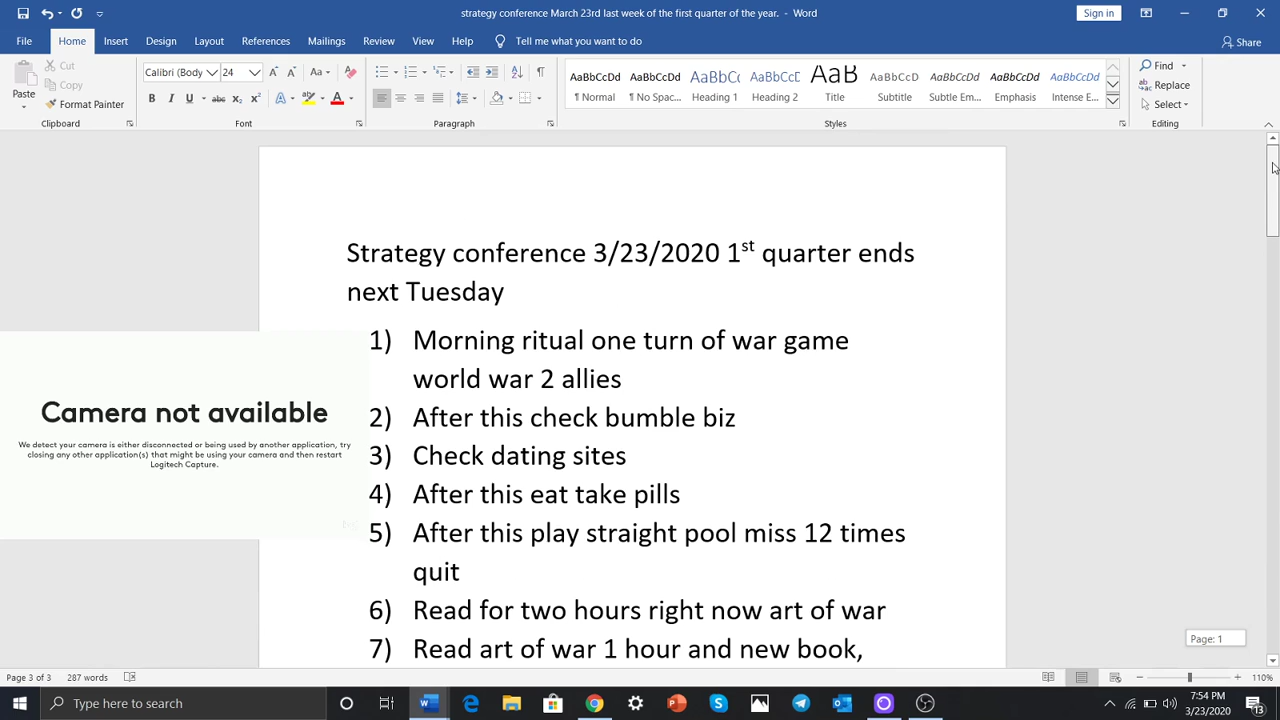 strategy conference March 23rd last week of the first quarter of the year. - Word
Sign in
File Home Insert Design Layout References Mailings Review View Help Tell me what you want to do
Share
Paste
Cut
Copy
Format Painter
Clipboard
Calibri (Body 24
Font
Paragraph
AaBbCcDd AaBbCcDd AaBbCc AaBbCcD AaB AaBbCcD AaBbCcDd AaBbCcDd AaBbCcDd
¶ Normal ¶ No Spac... Heading 1 Heading 2 Title Subtitle Subtle Em... Emphasis Intense E...
Styles
Find
Replace
Select
Editing
Strategy conference 3/23/2020 1st quarter ends
next Tuesday
1) Morning ritual one turn of war game
world war 2 allies
2) After this check bumble biz
3) Check dating sites
4) After this eat take pills
5) After this play straight pool miss 12 times
quit
6) Read for two hours right now art of war
7) Read art of war 1 hour and new book,
Camera not available
We detect your camera is either disconnected or being used by another application, try
closing any other application(s) that might be using your camera and then restart
Logitech Capture.
Page: 1
Page 3 of 3 287 words
110%
Type here to search
7:54 PM
3/23/2020